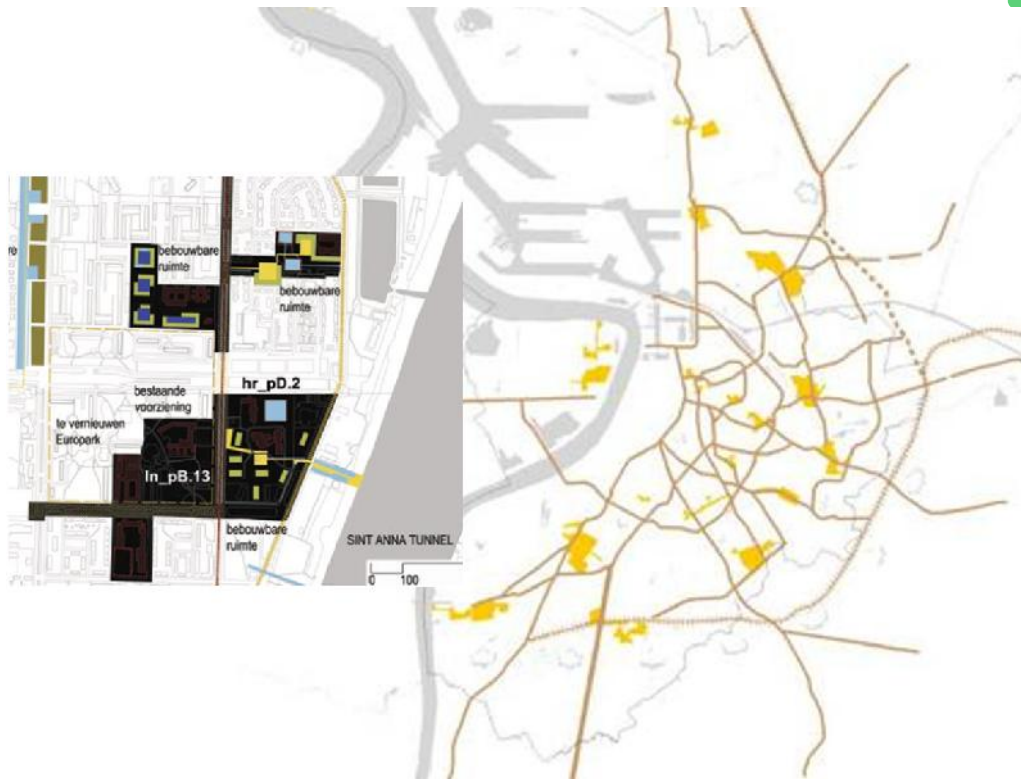 re
bebouwbare
ruimte
bebouwbare
ruimte
hr_pD.2
bestaande
voorziening
te vernieuwen
Europark
ln_pB.13
bebouwbare
ruimte
SINT ANNA TUNNEL
0 100